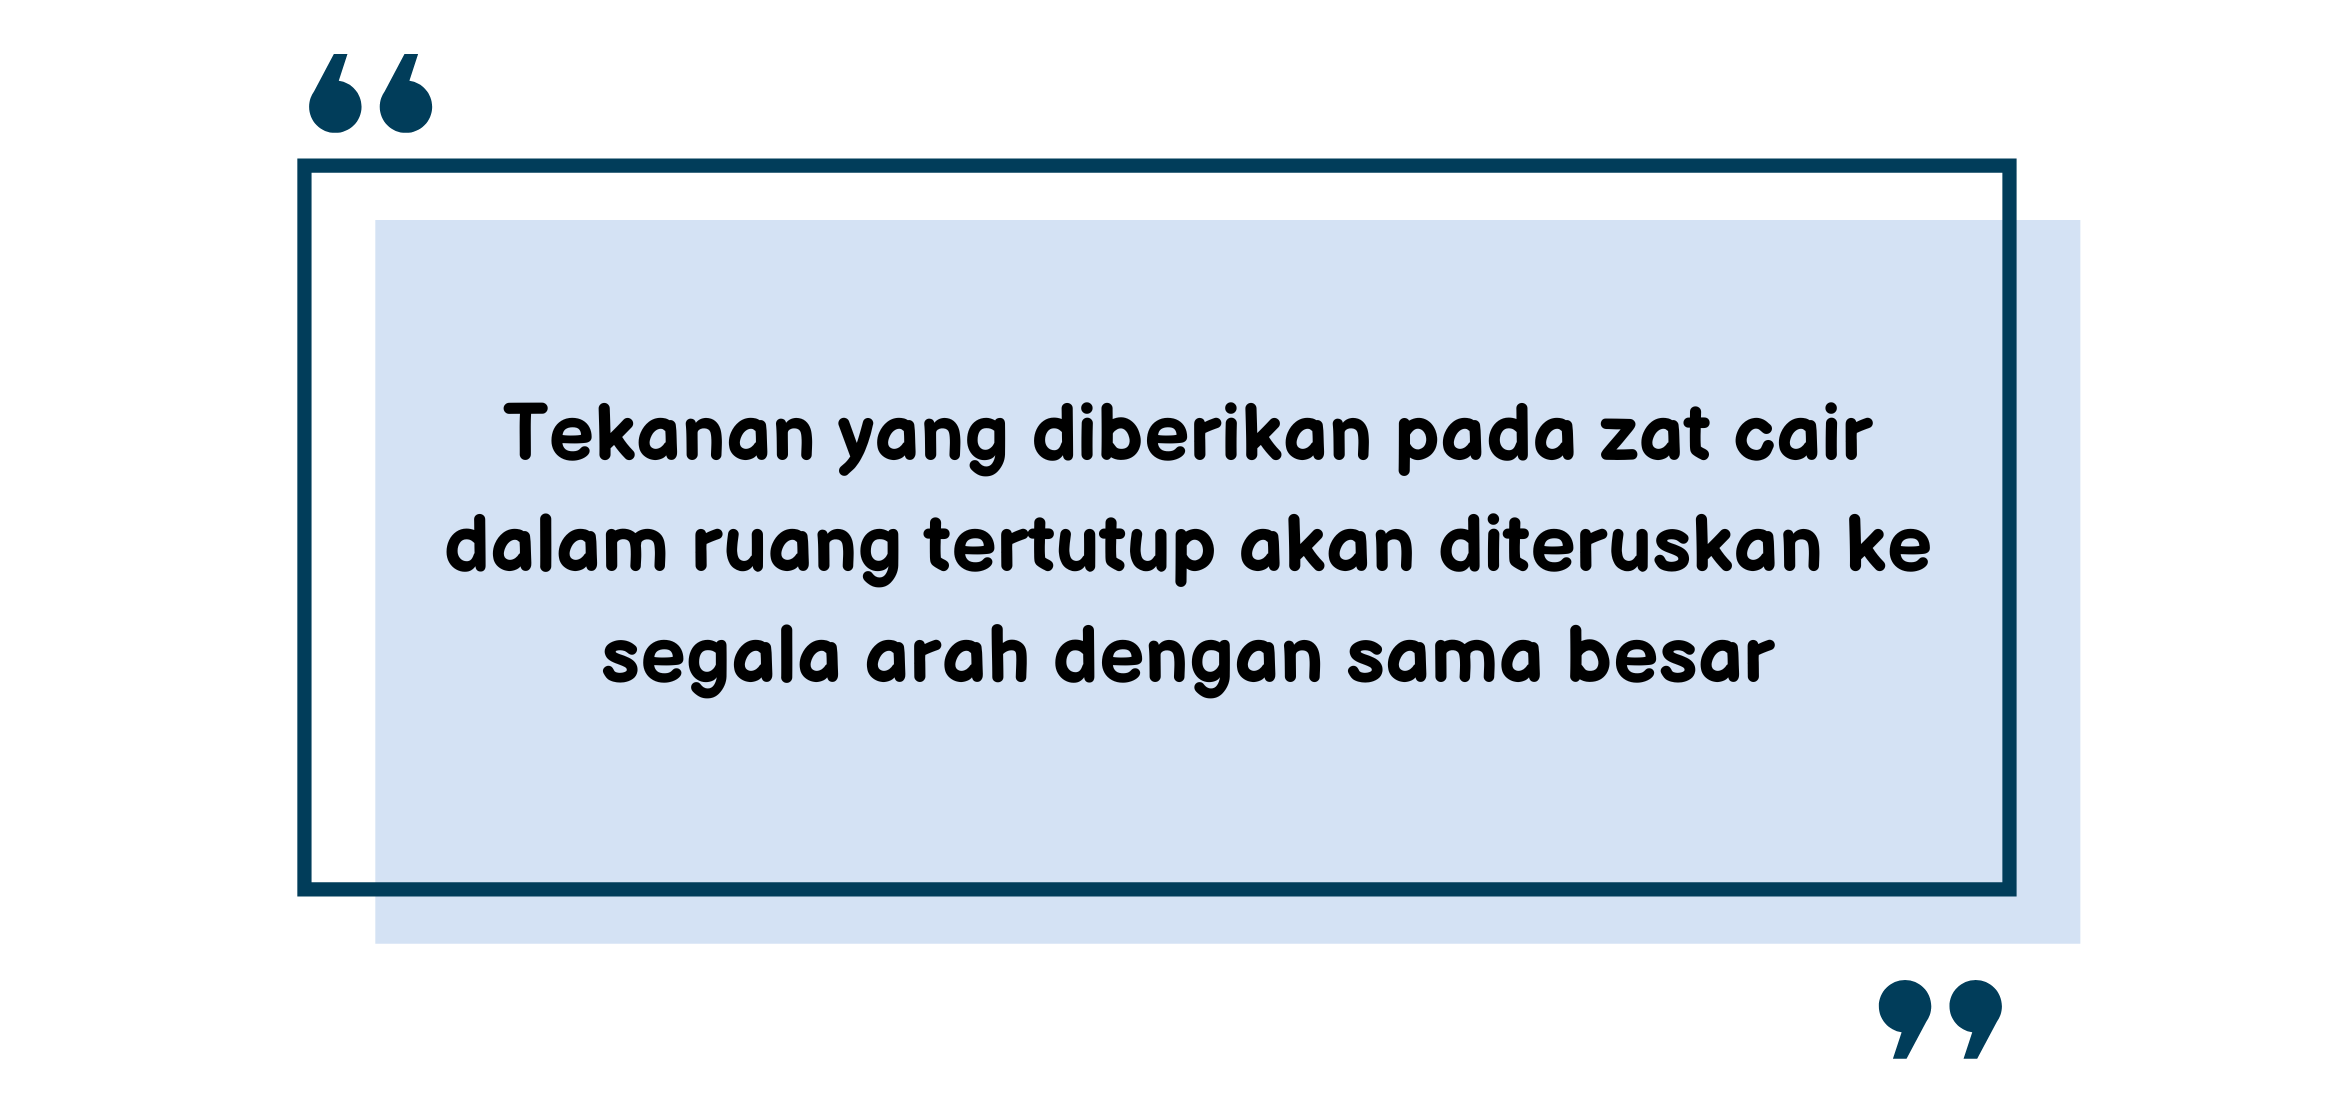 “
Tekanan yang diberikan pada zat cair
dalam ruang tertutup akan diteruskan ke
segala arah dengan sama besar
”